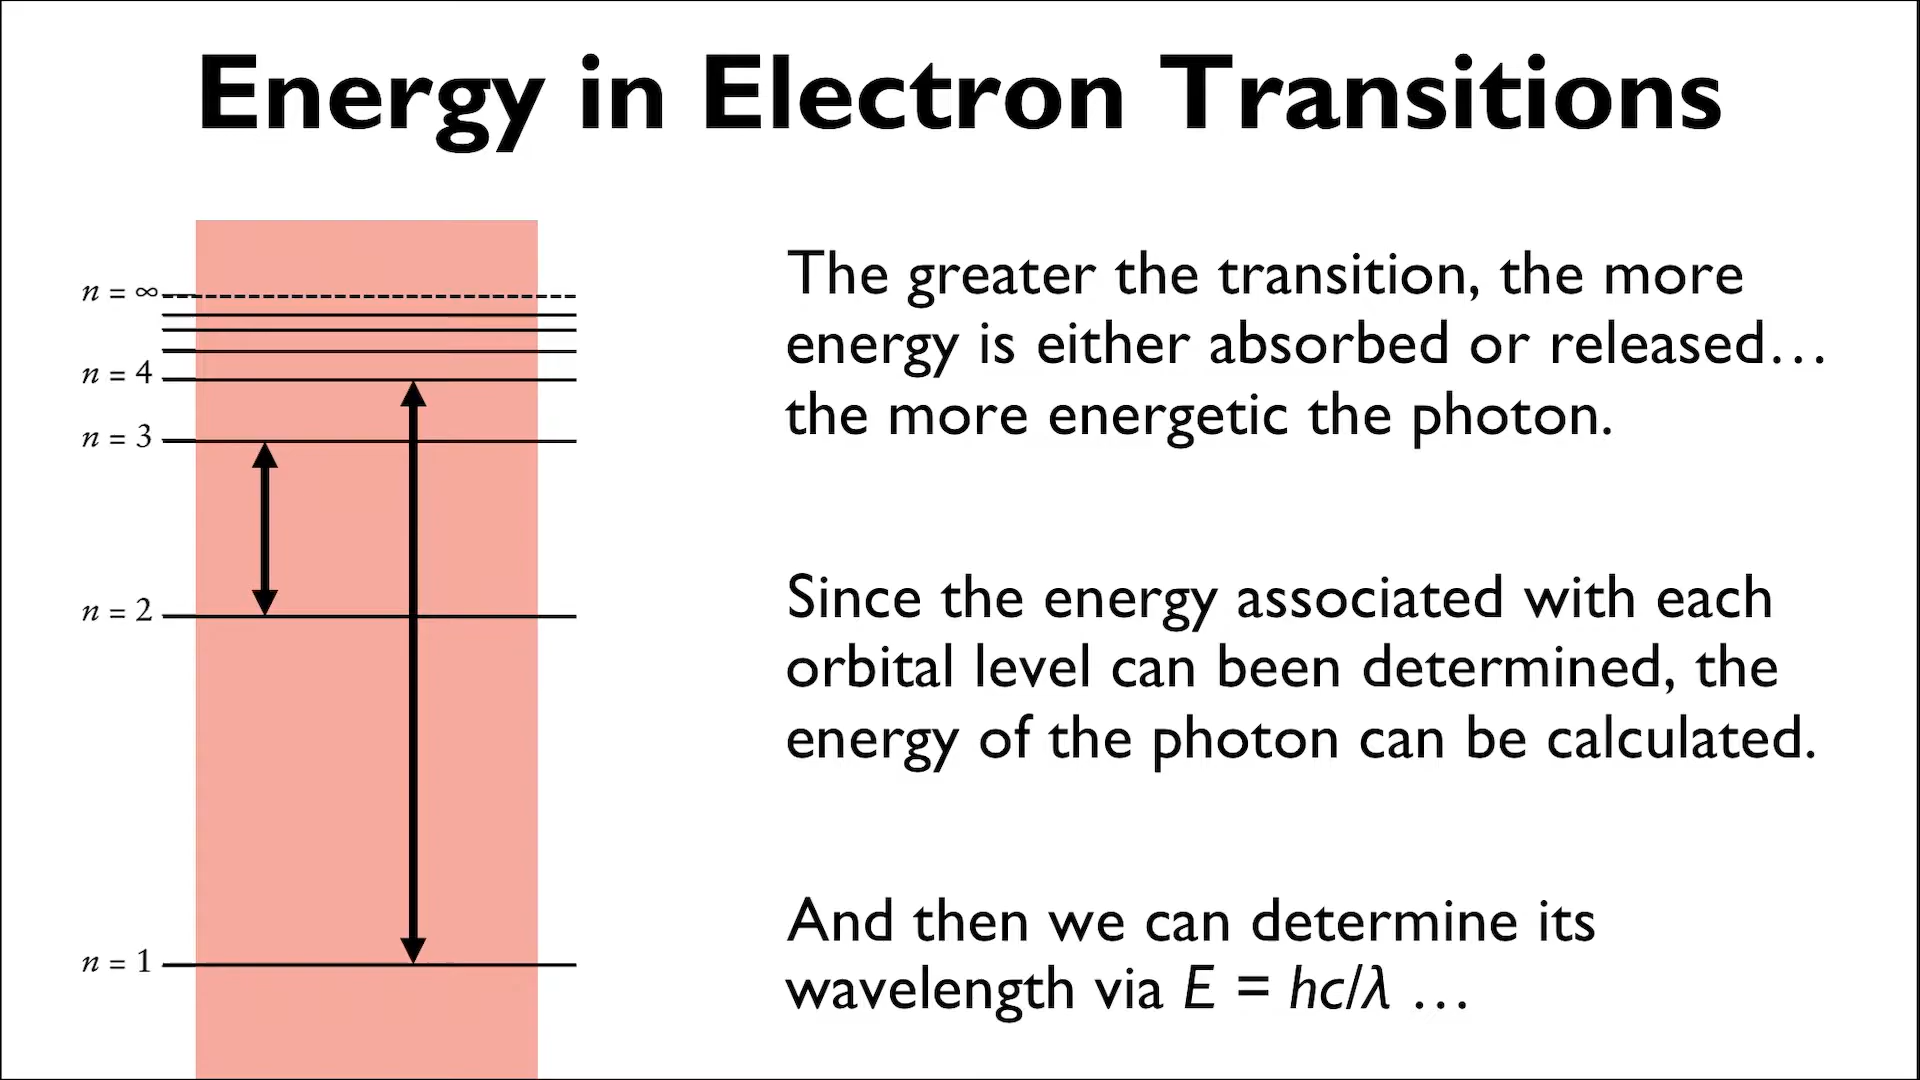 Energy in Electron Transitions
n = ∞
n = 4
n = 3
n = 2
n = 1
The greater the transition, the more
energy is either absorbed or released…
the more energetic the photon.
Since the energy associated with each
orbital level can been determined, the
energy of the photon can be calculated.
And then we can determine its
wavelength via E = hc/λ …